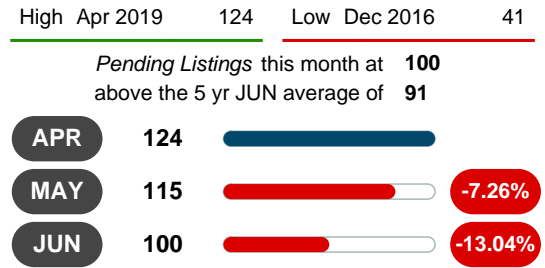 High Apr 2019 124 Low Dec 2016 41
Pending Listings this month at 100
above the 5 yr JUN average of 91
APR 124
MAY 115 -7.26%
JUN 100 -13.04%